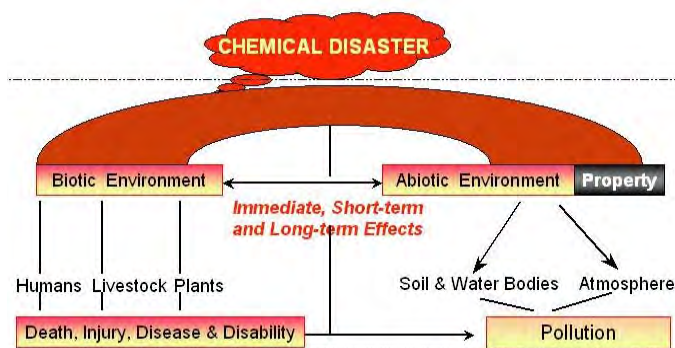 CHEMICAL DISASTER
Biotic Environment
Abiotic Environment
Property
Immediate, Short-term
and Long-term Effects
Humans
Livestock
Plants
Soil & Water Bodies
Atmosphere
Death, Injury, Disease & Disability
Pollution